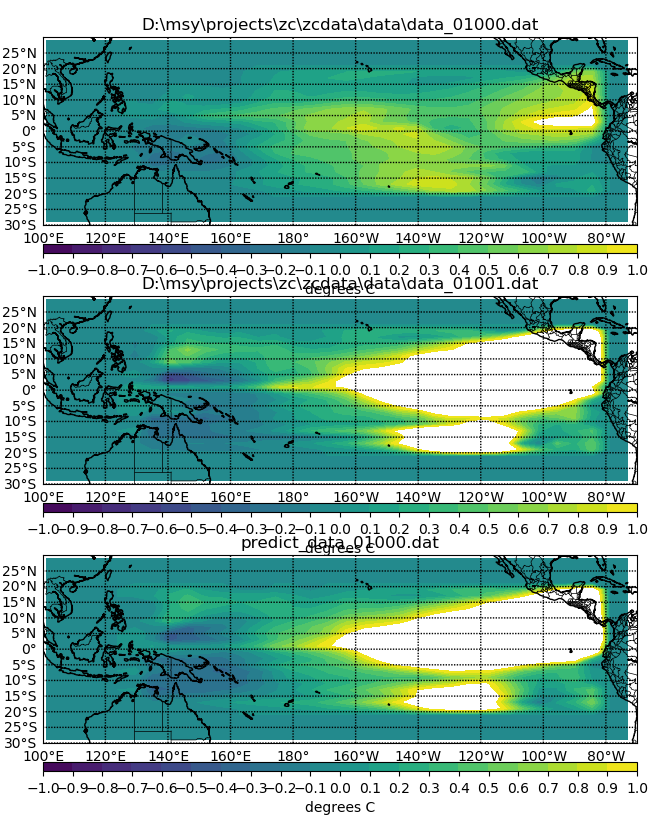 D:\msy\projects\zc\zcdata\data\data_01000.dat
25°N
20°N
15°N
10°N
5°N
0°
5°S
10°S
15°S
20°S
25°S
30°S
100°E 120°E 140°E 160°E 180° 160°W 140°W 120°W 100°W 80°W
−1.0−0.9−0.8−0.7−0.6−0.5−0.4−0.3−0.2−0.1−0.0 0.1 0.2 0.3 0.4 0.5 0.6 0.7 0.8 0.9 1.0
degrees C
D:\msy\projects\zc\zcdata\data\data_01001.dat
25°N
20°N
15°N
10°N
5°N
0°
5°S
10°S
15°S
20°S
25°S
30°S
100°E 120°E 140°E 160°E 180° 160°W 140°W 120°W 100°W 80°W
−1.0−0.9−0.8−0.7−0.6−0.5−0.4−0.3−0.2−0.1−0.0 0.1 0.2 0.3 0.4 0.5 0.6 0.7 0.8 0.9 1.0
degrees C
predict_data_01000.dat
25°N
20°N
15°N
10°N
5°N
0°
5°S
10°S
15°S
20°S
25°S
30°S
100°E 120°E 140°E 160°E 180° 160°W 140°W 120°W 100°W 80°W
−1.0−0.9−0.8−0.7−0.6−0.5−0.4−0.3−0.2−0.1−0.0 0.1 0.2 0.3 0.4 0.5 0.6 0.7 0.8 0.9 1.0
degrees C